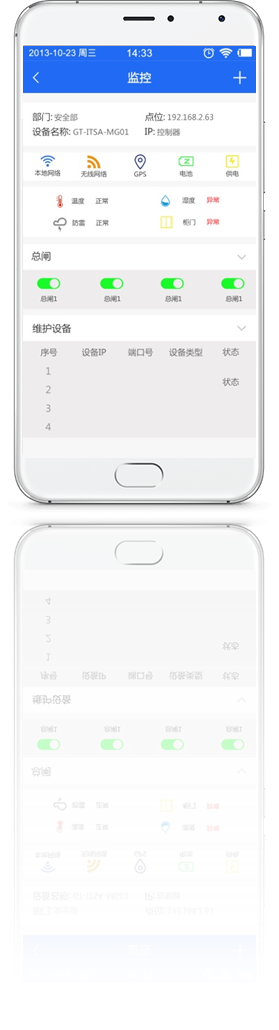 2013-10-23 周三 14:33
监控
部门: 安全部 点位: 192.168.2.63
设备名称: GT-ITSA-MG01 IP: 控制器
本地网络 无线网络 GPS 电池 供电
温度 正常 湿度 异常
防雷 正常 柜门 异常
总闸
总闸1 总闸1 总闸1 总闸1
维护设备
序号 设备IP 端口号 设备类型 状态
1
状态
2
3
4